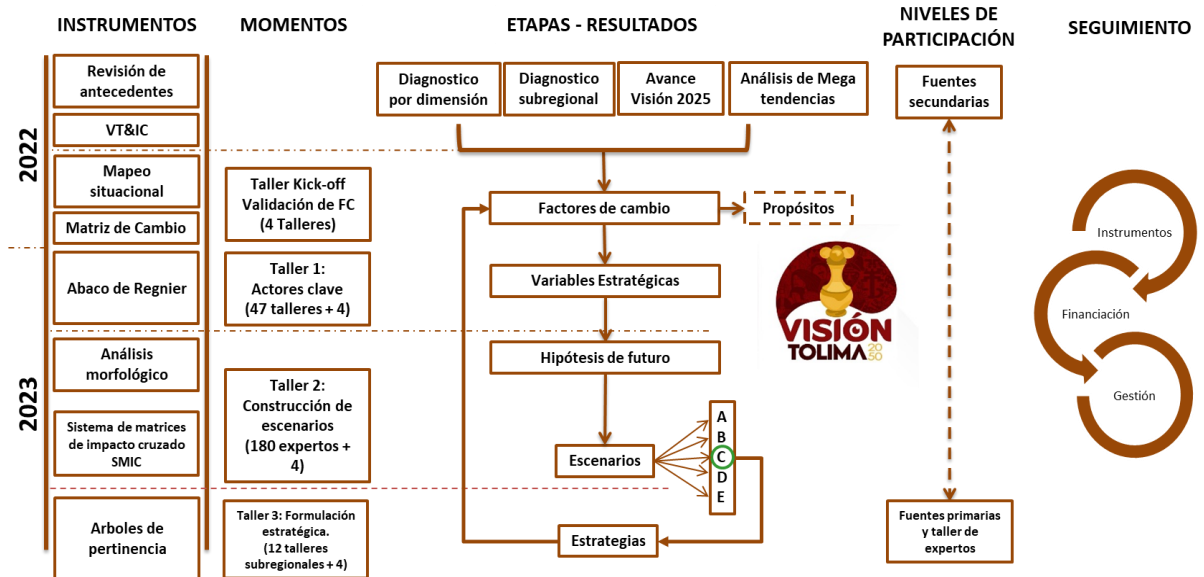 INSTRUMENTOS
MOMENTOS
ETAPAS - RESULTADOS
NIVELES DE
PARTICIPACIÓN
SEGUIMIENTO
2022
2023
Revisión de
antecedentes
VT&IC
Mapeo
situacional
Matriz de Cambio
Abaco de Regnier
Análisis
morfológico
Sistema de matrices
de impacto cruzado
SMIC
Arboles de
pertinencia
Taller Kick-off
Validación de FC
(4 Talleres)
Taller 1:
Actores clave
(47 talleres + 4)
Taller 2:
Construcción de
escenarios
(180 expertos +
4)
Taller 3: Formulación
estratégica.
(12 talleres
subregionales + 4)
Diagnostico
por dimensión
Diagnostico
subregional
Avance
Visión 2025
Análisis de Mega
tendencias
Factores de cambio
Propósitos
Variables Estratégicas
Hipótesis de futuro
Escenarios
A
B
C
D
E
Estrategias
VISIÓN
TOLIMA 2050
Fuentes
secundarias
Fuentes primarias
y taller de
expertos
Instrumentos
Financiación
Gestión